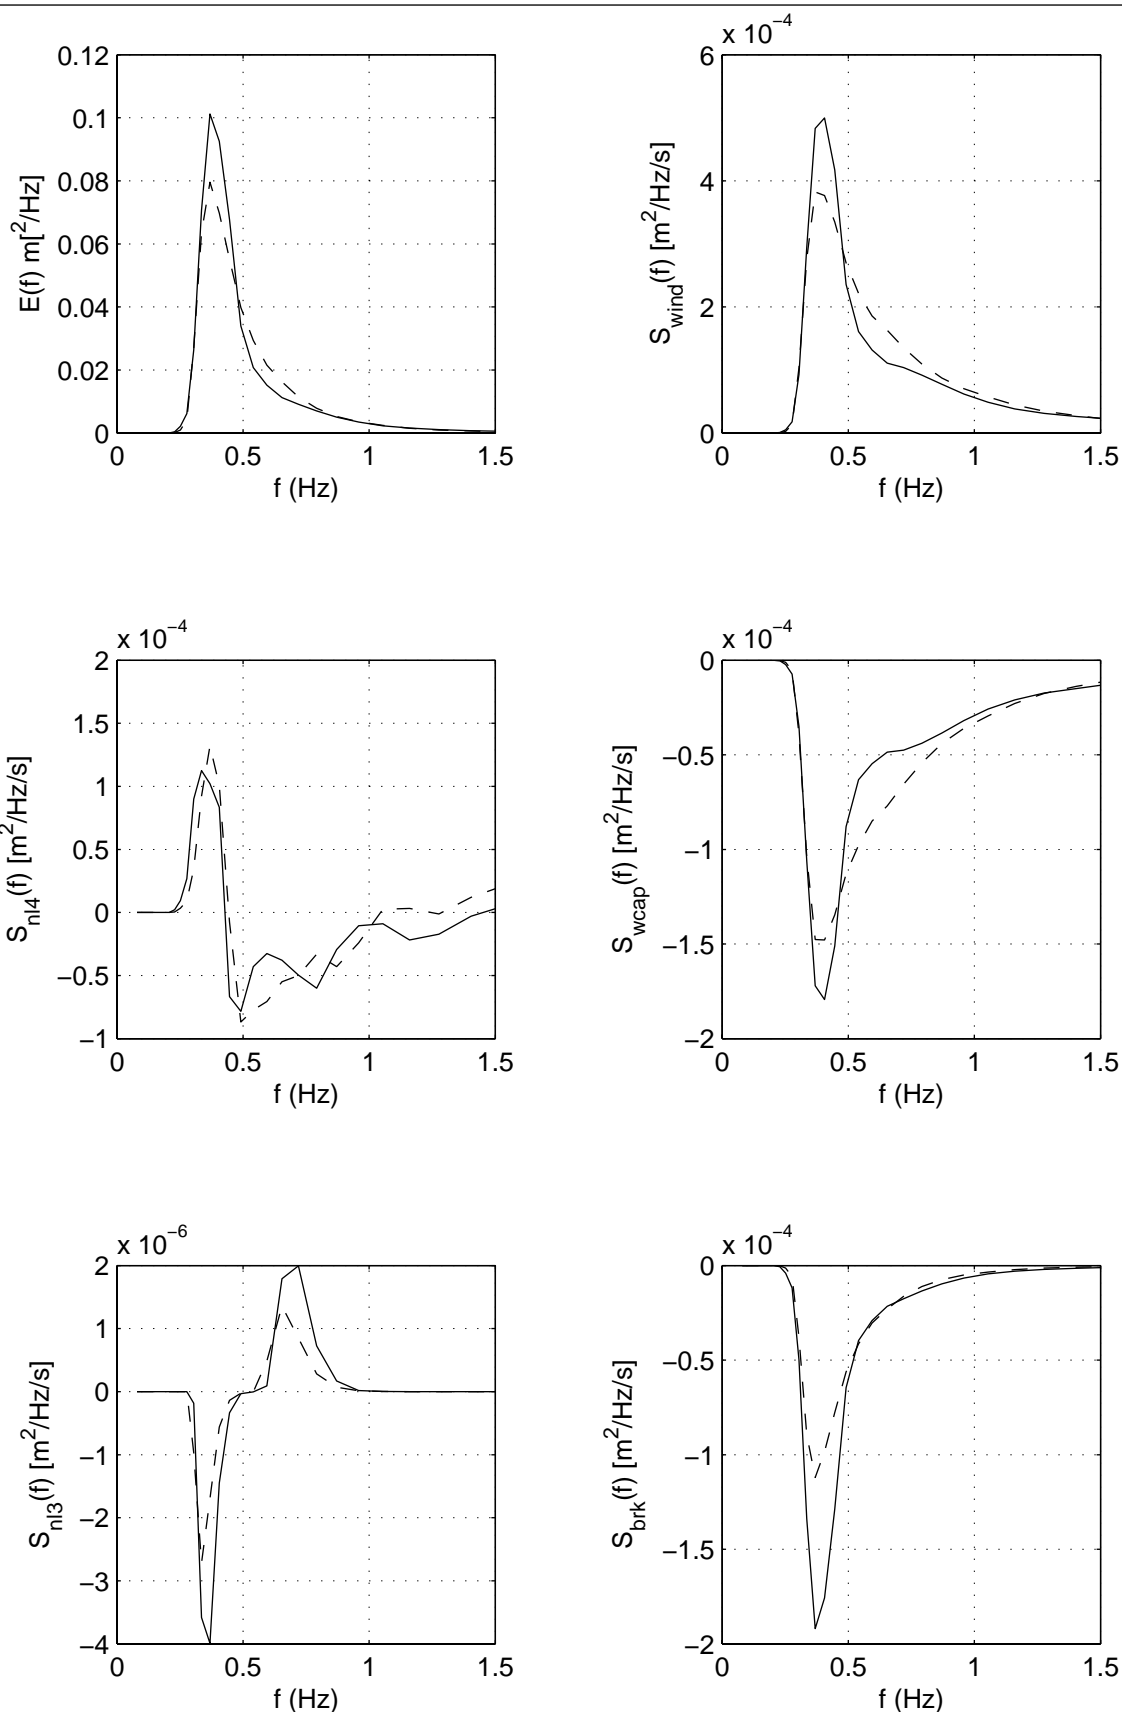 0.12
0.1
0.08
0.06
0.04
0.02
0
0 0.5 1 1.5
f (Hz)
E(f) m[²/Hz]
x 10⁻⁴
6
4
2
0
0 0.5 1 1.5
f (Hz)
S_wind(f) [m²/Hz/s]
x 10⁻⁴
2
1.5
1
0.5
0
−0.5
−1
0 0.5 1 1.5
f (Hz)
S_nl4(f) [m²/Hz/s]
x 10⁻⁴
0
−0.5
−1
−1.5
−2
0 0.5 1 1.5
f (Hz)
S_wcap(f) [m²/Hz/s]
x 10⁻⁶
2
1
0
−1
−2
−3
−4
0 0.5 1 1.5
f (Hz)
S_nl3(f) [m²/Hz/s]
x 10⁻⁴
0
−0.5
−1
−1.5
−2
0 0.5 1 1.5
f (Hz)
S_brk(f) [m²/Hz/s]